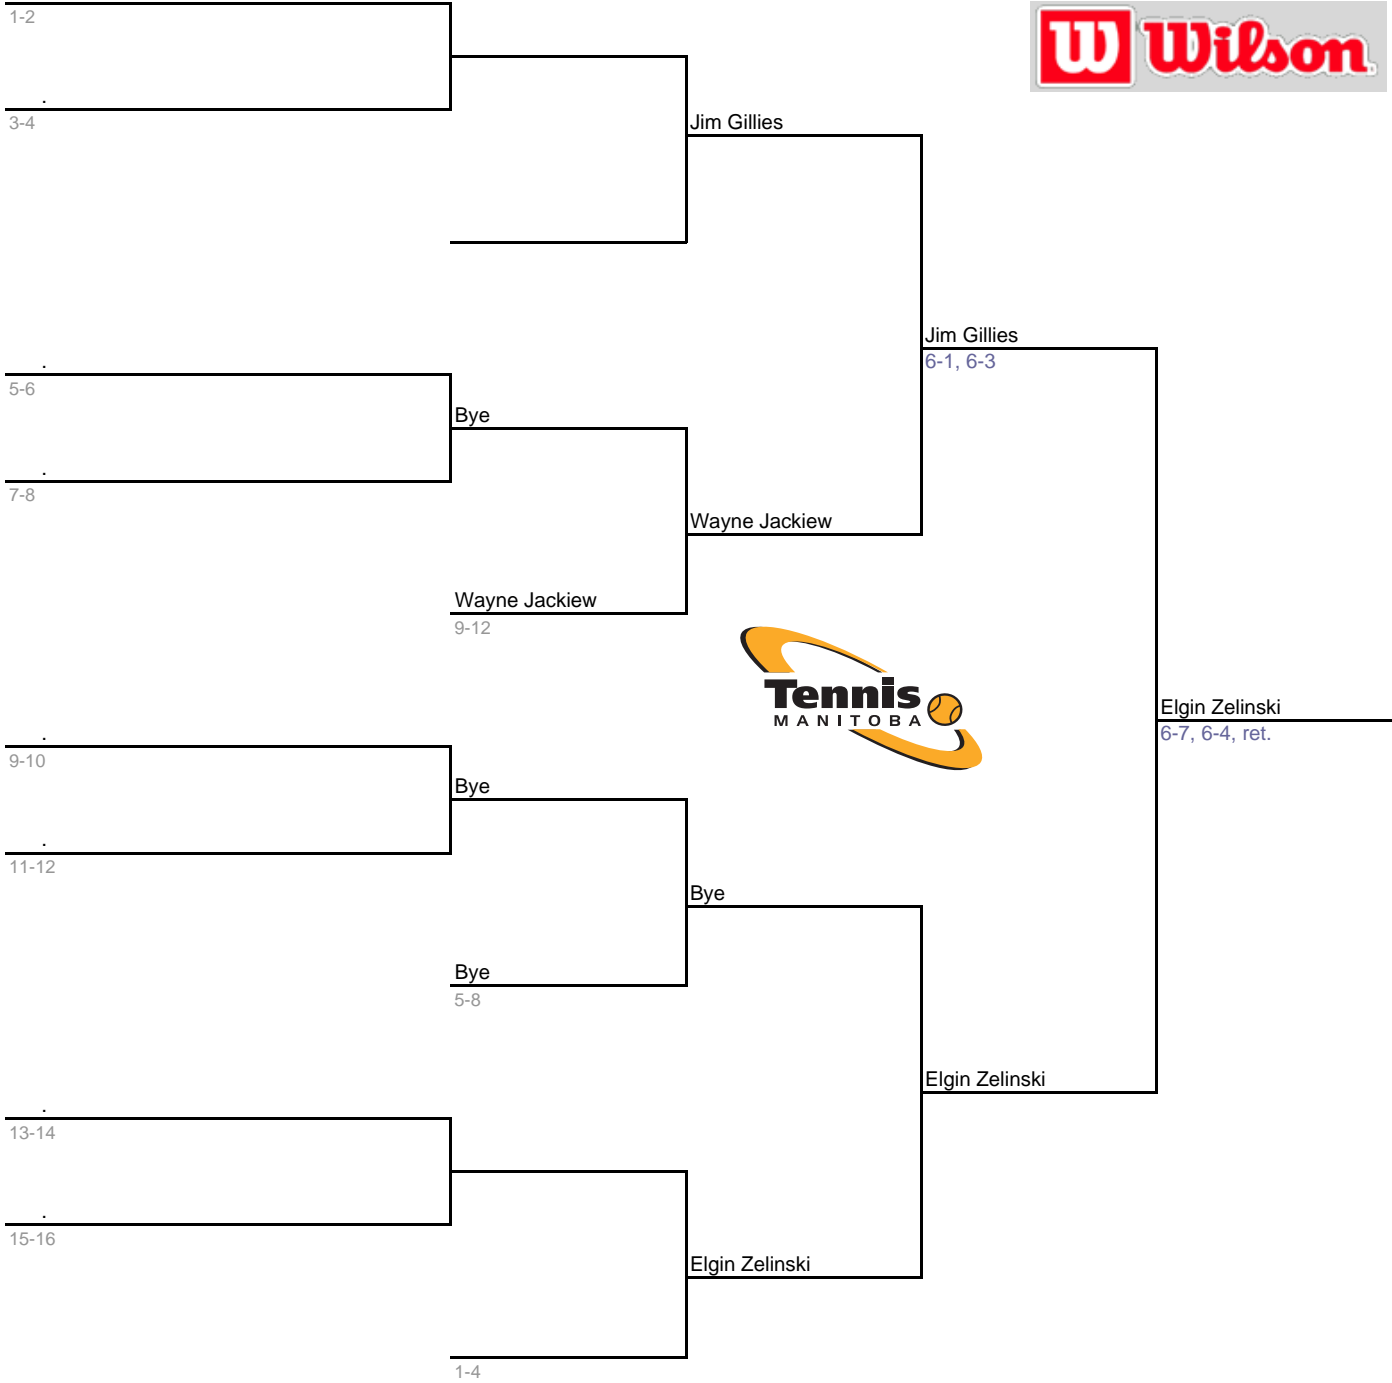 1-2
W Wilson
.
3-4
Jim Gillies
Jim Gillies
6-1, 6-3
.
5-6
Bye
.
7-8
Wayne Jackiew
Wayne Jackiew
9-12
Tennis
MANITOBA
Elgin Zelinski
6-7, 6-4, ret.
.
9-10
Bye
.
11-12
Bye
Bye
5-8
Elgin Zelinski
.
13-14
.
15-16
Elgin Zelinski
1-4